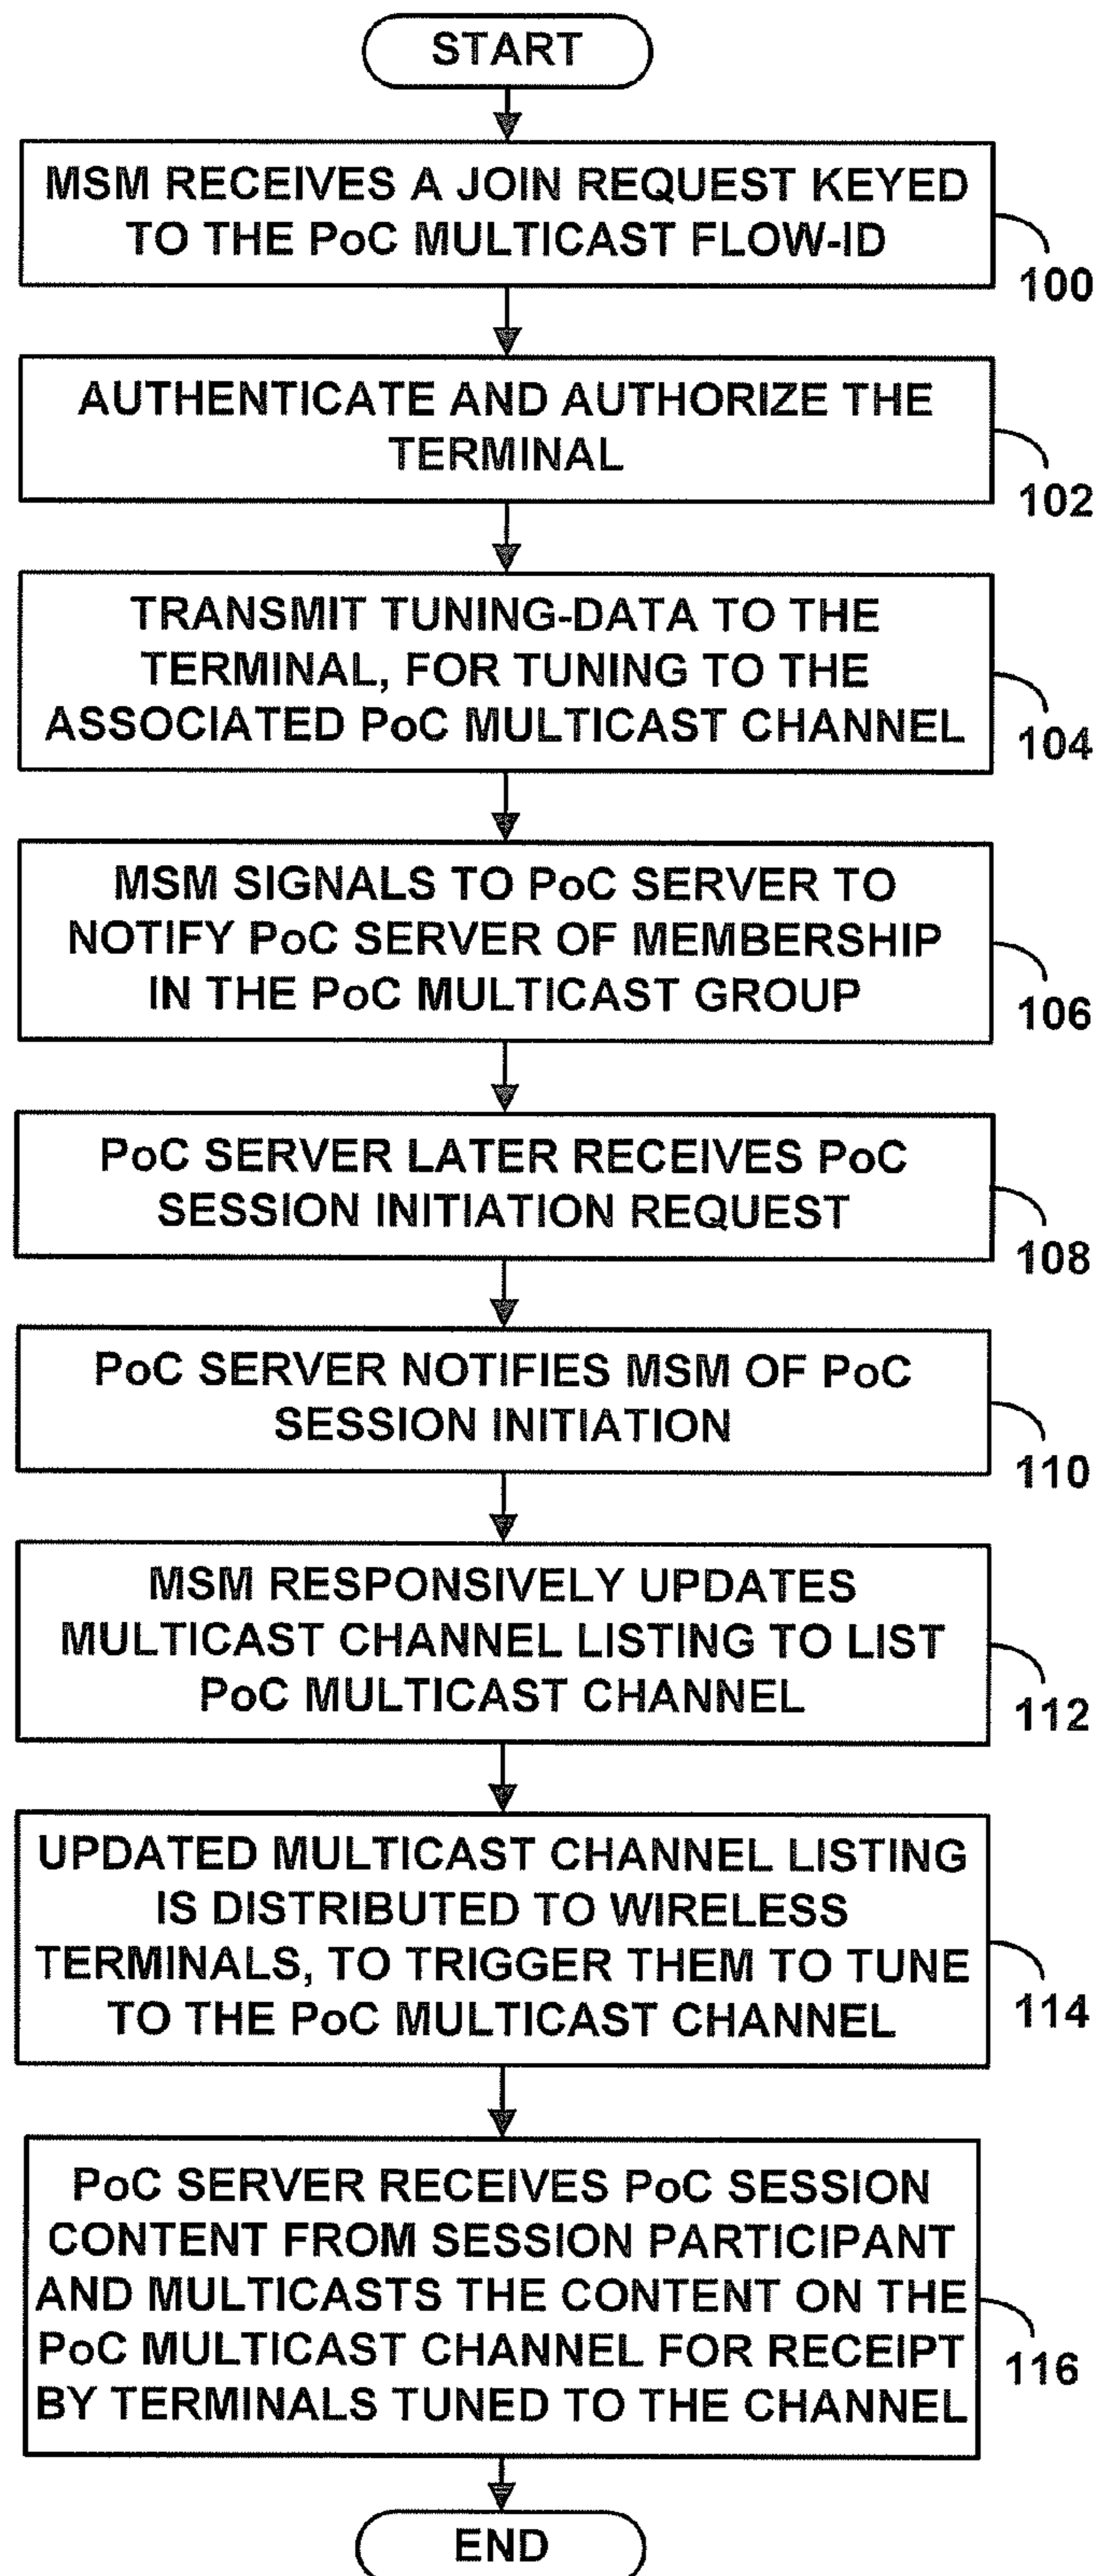 START
MSM RECEIVES A JOIN REQUEST KEYED
TO THE PoC MULTICAST FLOW-ID
100
AUTHENTICATE AND AUTHORIZE THE
TERMINAL
102
TRANSMIT TUNING-DATA TO THE
TERMINAL, FOR TUNING TO THE
ASSOCIATED PoC MULTICAST CHANNEL
104
MSM SIGNALS TO PoC SERVER TO
NOTIFY PoC SERVER OF MEMBERSHIP
IN THE PoC MULTICAST GROUP
106
PoC SERVER LATER RECEIVES PoC
SESSION INITIATION REQUEST
108
PoC SERVER NOTIFIES MSM OF PoC
SESSION INITIATION
110
MSM RESPONSIVELY UPDATES
MULTICAST CHANNEL LISTING TO LIST
PoC MULTICAST CHANNEL
112
UPDATED MULTICAST CHANNEL LISTING
IS DISTRIBUTED TO WIRELESS
TERMINALS, TO TRIGGER THEM TO TUNE
TO THE PoC MULTICAST CHANNEL
114
PoC SERVER RECEIVES PoC SESSION
CONTENT FROM SESSION PARTICIPANT
AND MULTICASTS THE CONTENT ON THE
PoC MULTICAST CHANNEL FOR RECEIPT
BY TERMINALS TUNED TO THE CHANNEL
116
END